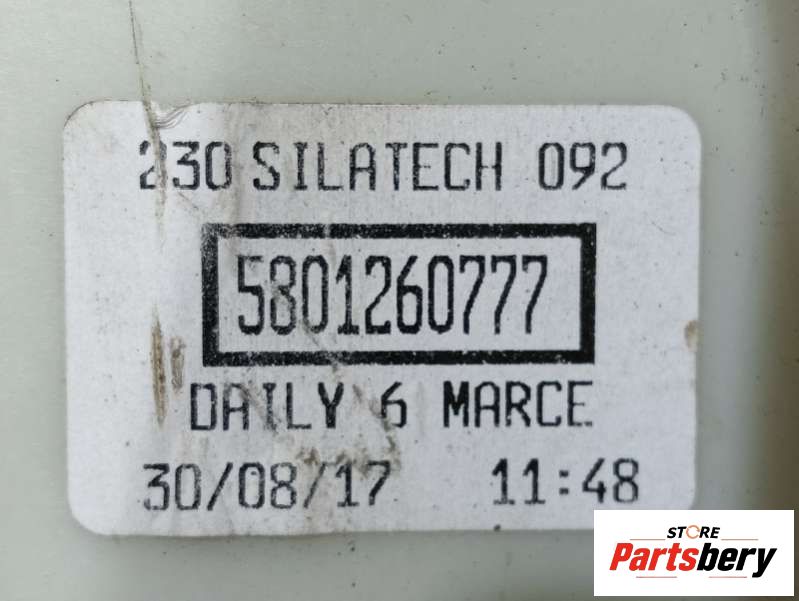 230 SILATECH 092
5801260777
DAILY 6 MARCE
30/08/17 11:48
STORE
Partsbery